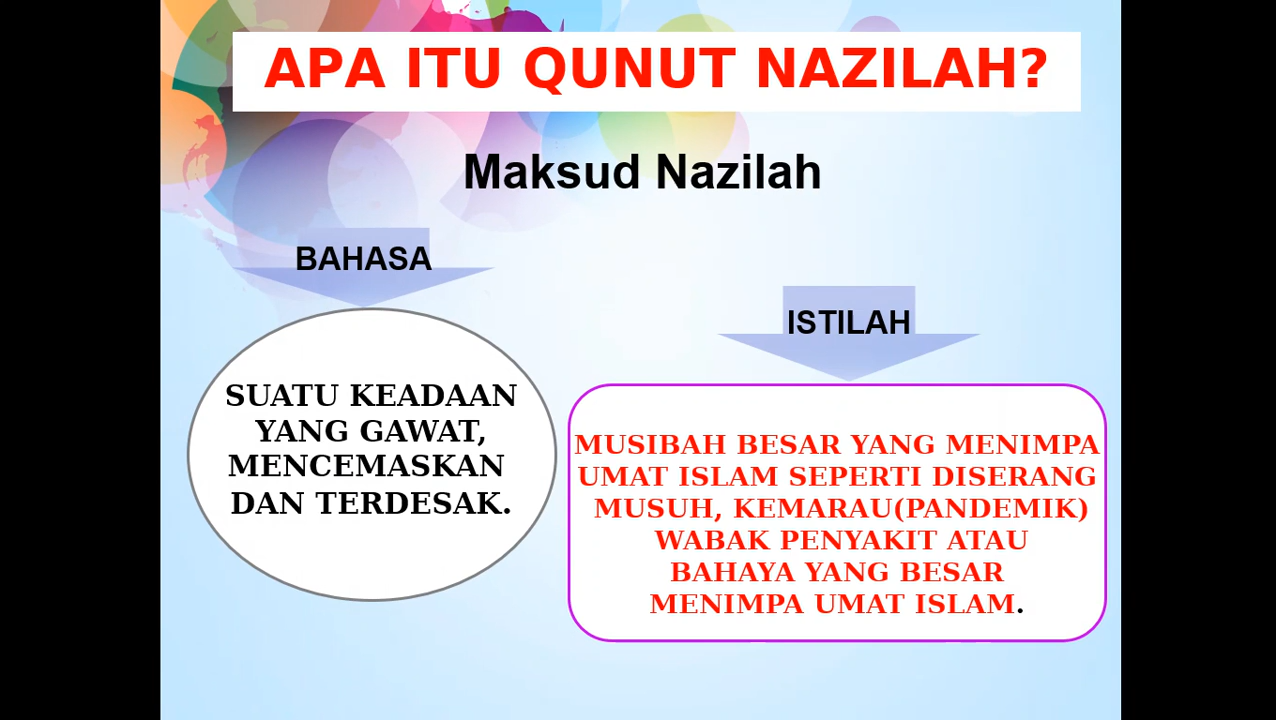 APA ITU QUNUT NAZILAH?
Maksud Nazilah
BAHASA
SUATU KEADAAN
YANG GAWAT,
MENCEMASKAN
DAN TERDESAK.
ISTILAH
MUSIBAH BESAR YANG MENIMPA
UMAT ISLAM SEPERTI DISERANG
MUSUH, KEMARAU(PANDEMIK)
WABAK PENYAKIT ATAU
BAHAYA YANG BESAR
MENIMPA UMAT ISLAM.